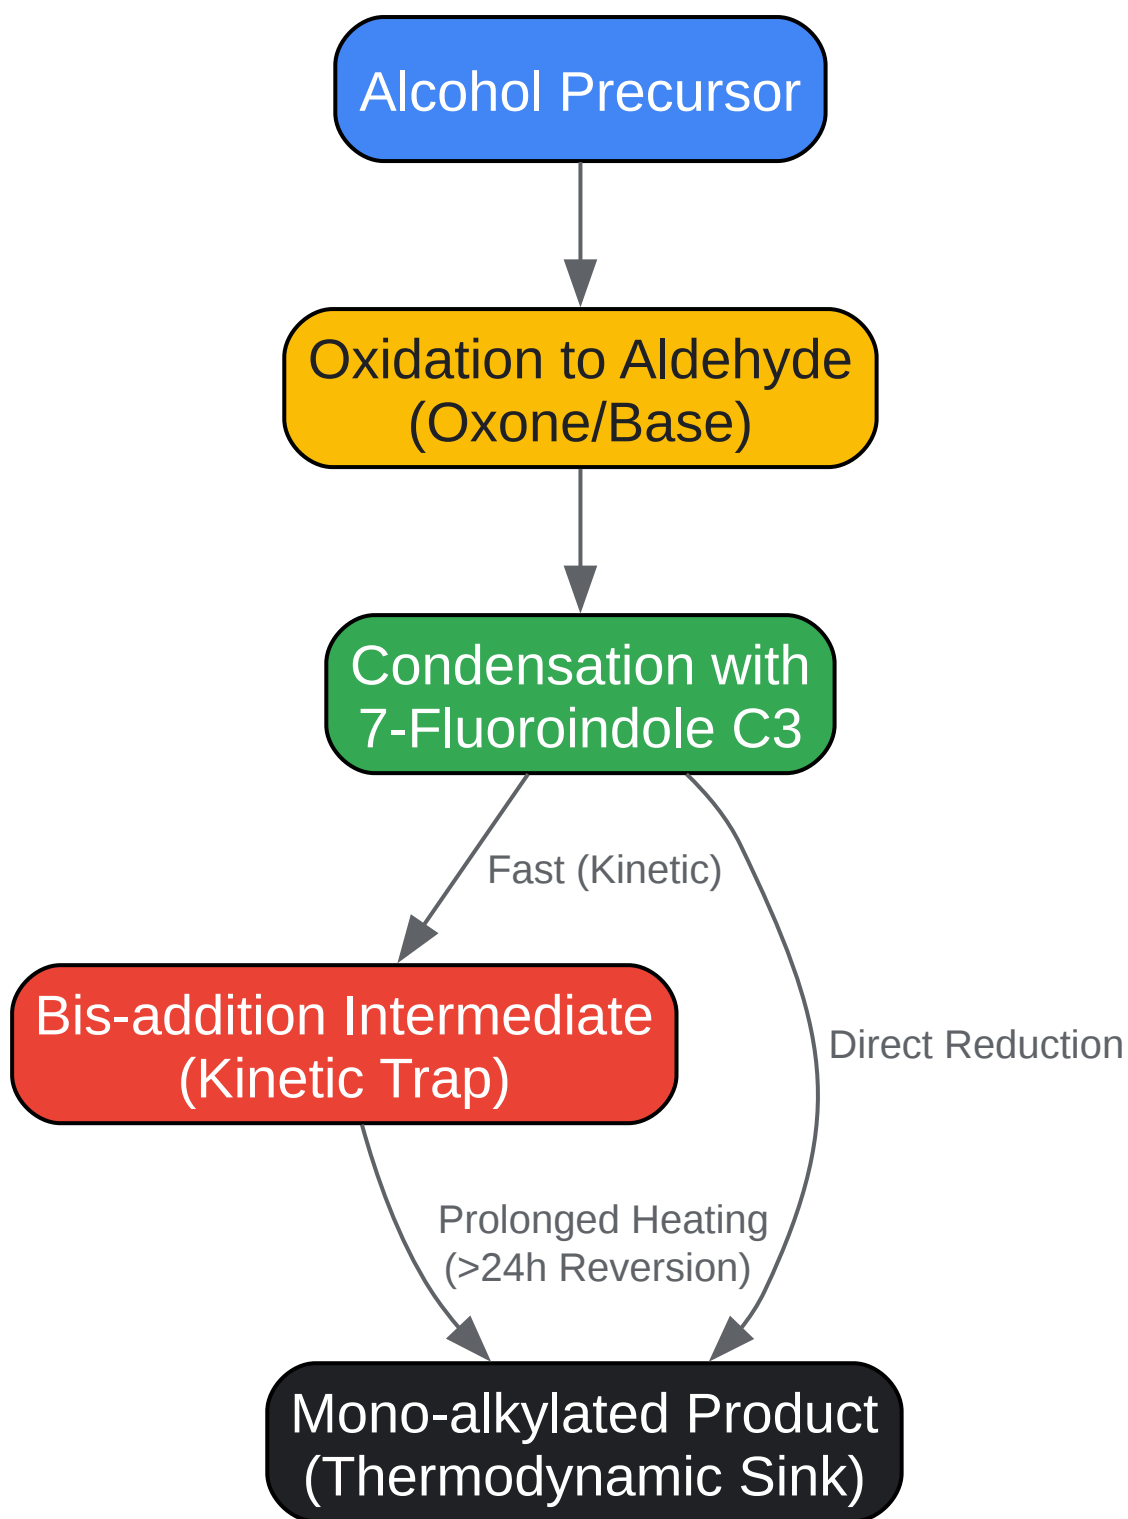 Alcohol Precursor
Oxidation to Aldehyde
(Oxone/Base)
Condensation with
7-Fluoroindole C3
Fast (Kinetic)
Bis-addition Intermediate
(Kinetic Trap)
Direct Reduction
Prolonged Heating
(>24h Reversion)
Mono-alkylated Product
(Thermodynamic Sink)